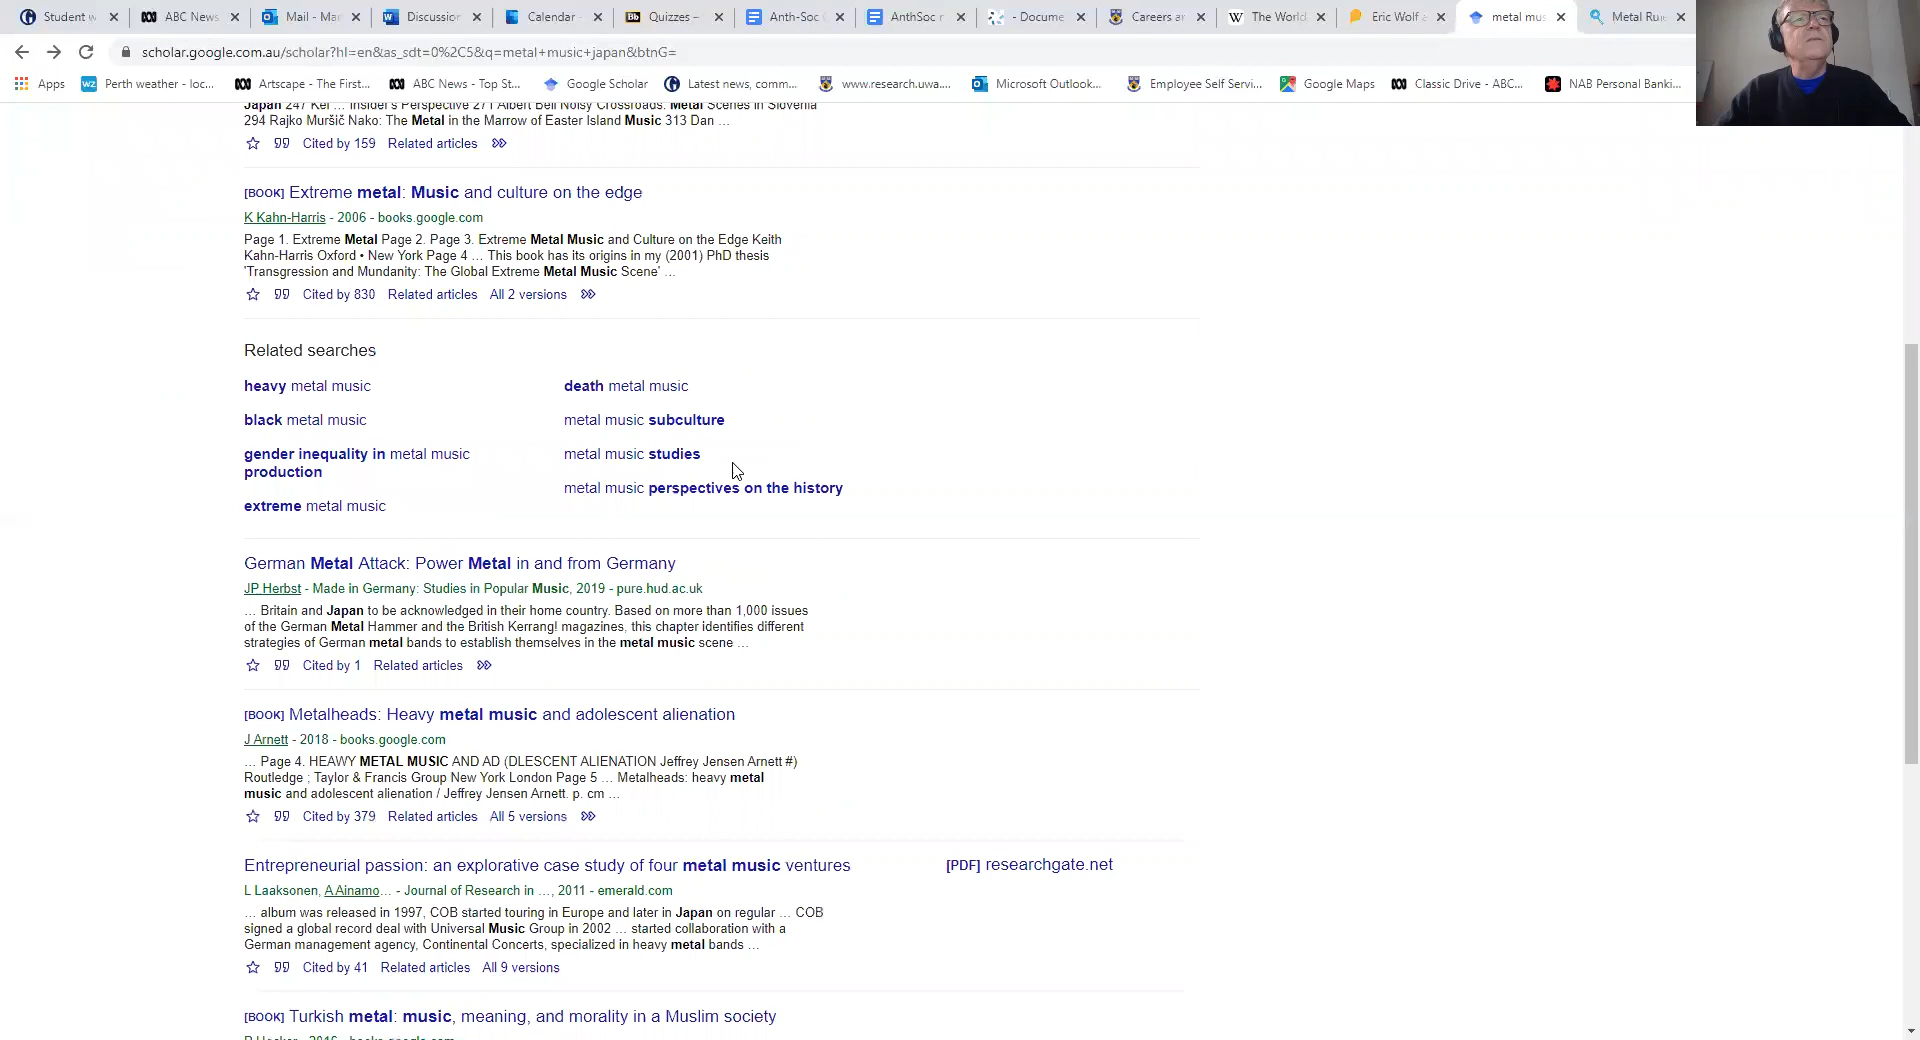 Student w
ABC News
Mail - Mar
Discussion
Calendar
Quizzes –
Anth-Soc
AnthSoc r
- Docume
Careers ar
The World
Eric Wolf a
metal mus
Metal Rul
scholar.google.com.au/scholar?hl=en&as_sdt=0%2C5&q=metal+music+japan&btnG=
Apps
Perth weather - loc...
Artscape - The First...
ABC News - Top St...
Google Scholar
Latest news, comm...
www.research.uwa....
Microsoft Outlook...
Employee Self Servi...
Google Maps
Classic Drive - ABC...
NAB Personal Banki...
Japan 247 Kei ... Insider's Perspective 271 Albert Bell Noisy Crossroads: Metal Scenes in Slovenia
294 Rajko Muršič Nako: The Metal in the Marrow of Easter Island Music 313 Dan ...
Cited by 159 Related articles
[BOOK] Extreme metal: Music and culture on the edge
K Kahn-Harris - 2006 - books.google.com
Page 1. Extreme Metal Page 2. Page 3. Extreme Metal Music and Culture on the Edge Keith
Kahn-Harris Oxford • New York Page 4 ... This book has its origins in my (2001) PhD thesis
'Transgression and Mundanity: The Global Extreme Metal Music Scene' ...
Cited by 830 Related articles All 2 versions
Related searches
heavy metal music
death metal music
black metal music
metal music subculture
gender inequality in metal music
production
metal music studies
metal music perspectives on the history
extreme metal music
German Metal Attack: Power Metal in and from Germany
JP Herbst - Made in Germany: Studies in Popular Music, 2019 - pure.hud.ac.uk
... Britain and Japan to be acknowledged in their home country. Based on more than 1,000 issues
of the German Metal Hammer and the British Kerrang! magazines, this chapter identifies different
strategies of German metal bands to establish themselves in the metal music scene ...
Cited by 1 Related articles
[BOOK] Metalheads: Heavy metal music and adolescent alienation
J Arnett - 2018 - books.google.com
... Page 4. HEAVY METAL MUSIC AND AD (DLESCENT ALIENATION Jeffrey Jensen Arnett #)
Routledge ; Taylor & Francis Group New York London Page 5 ... Metalheads: heavy metal
music and adolescent alienation / Jeffrey Jensen Arnett. p. cm ...
Cited by 379 Related articles All 5 versions
Entrepreneurial passion: an explorative case study of four metal music ventures
[PDF] researchgate.net
L Laaksonen, A Ainamo... - Journal of Research in ..., 2011 - emerald.com
... album was released in 1997, COB started touring in Europe and later in Japan on regular ... COB
signed a global record deal with Universal Music Group in 2002 ... started collaboration with a
German management agency, Continental Concerts, specialized in heavy metal bands ...
Cited by 41 Related articles All 9 versions
[BOOK] Turkish metal: music, meaning, and morality in a Muslim society